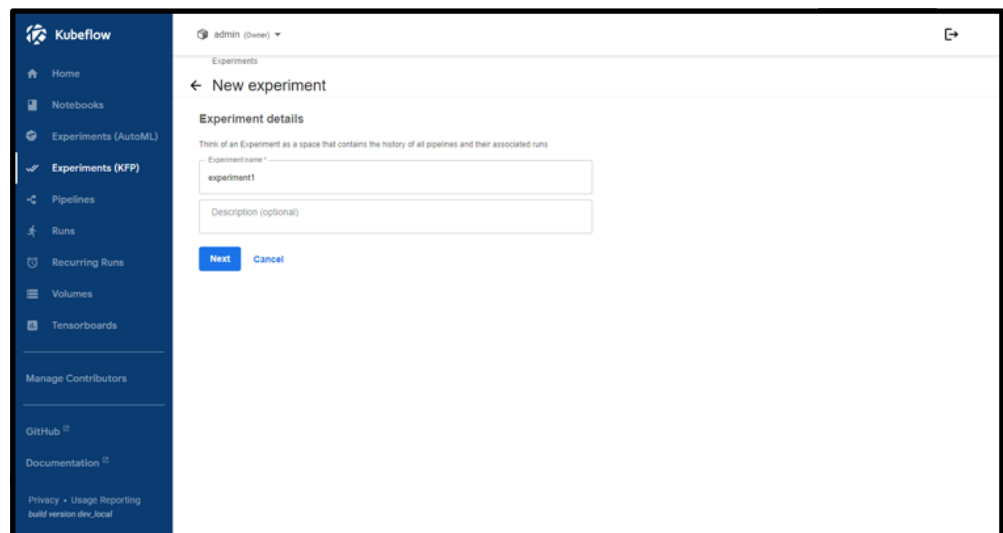 Kubeflow
Home
Notebooks
Experiments (AutoML)
Experiments (KFP)
Pipelines
Runs
Recurring Runs
Volumes
Tensorboards
Manage Contributors
GitHub
Documentation
Privacy • Usage Reporting
build version dev_local
admin (Owner)
Experiments
New experiment
Experiment details
Think of an Experiment as a space that contains the history of all pipelines and their associated runs
Experiment name *
experiment1
Description (optional)
Next Cancel